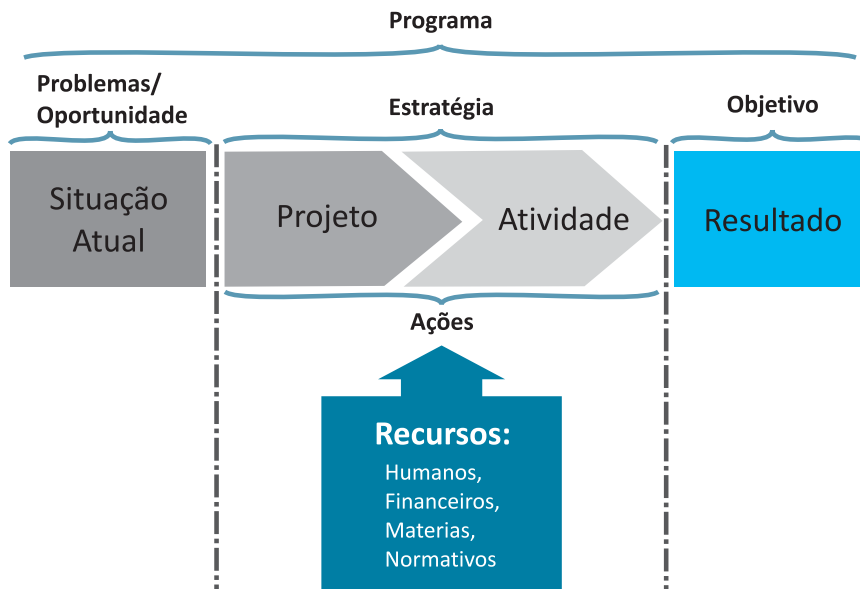 Programa
Problemas/
Oportunidade
Estratégia
Objetivo
Situação
Atual
Projeto
Atividade
Resultado
Ações
Recursos:
Humanos,
Financeiros,
Materias,
Normativos